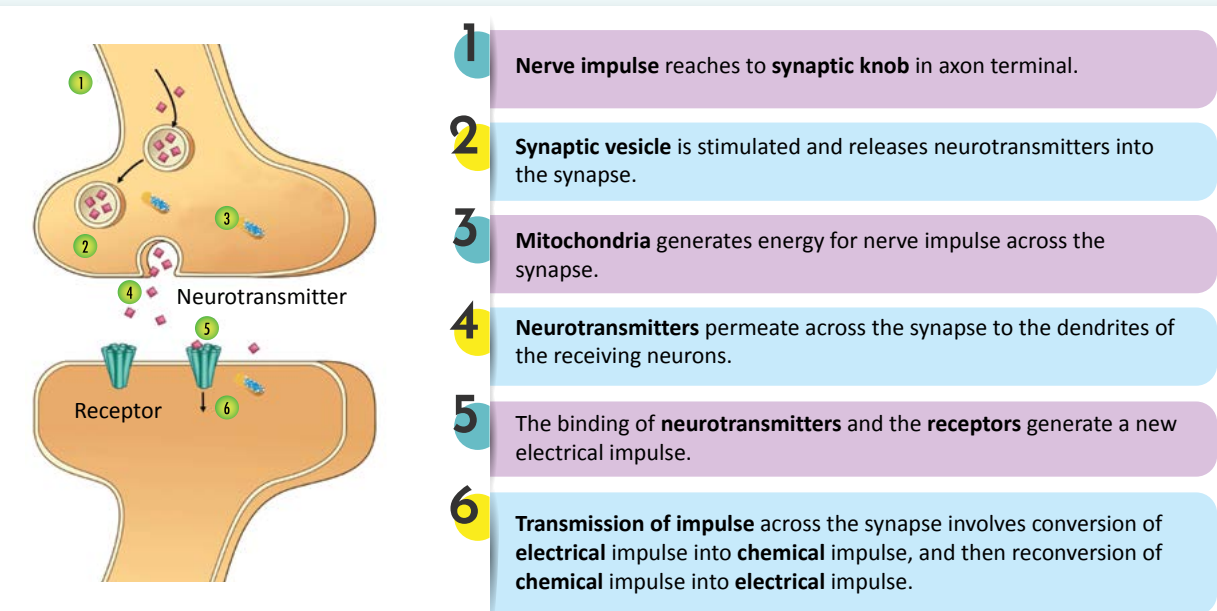 1
2
3
4
Neurotransmitter
5
Receptor
6
1
Nerve impulse reaches to synaptic knob in axon terminal.
2
Synaptic vesicle is stimulated and releases neurotransmitters into
the synapse.
3
Mitochondria generates energy for nerve impulse across the
synapse.
4
Neurotransmitters permeate across the synapse to the dendrites of
the receiving neurons.
5
The binding of neurotransmitters and the receptors generate a new
electrical impulse.
6
Transmission of impulse across the synapse involves conversion of
electrical impulse into chemical impulse, and then reconversion of
chemical impulse into electrical impulse.